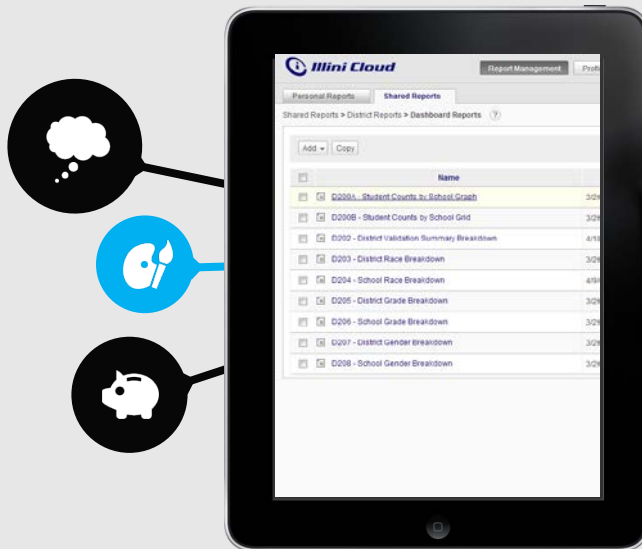 Illini Cloud
Report Management
Personal Reports Shared Reports
Shared Reports > District Reports > Dashboard Reports ?
Add Copy
Name
D200A - Student Counts by School Graph
D200B - Student Counts by School Grid
D202 - District Validation Summary Breakdown
D203 - District Race Breakdown
D204 - School Race Breakdown
D205 - District Grade Breakdown
D206 - School Grade Breakdown
D207 - District Gender Breakdown
D208 - School Gender Breakdown